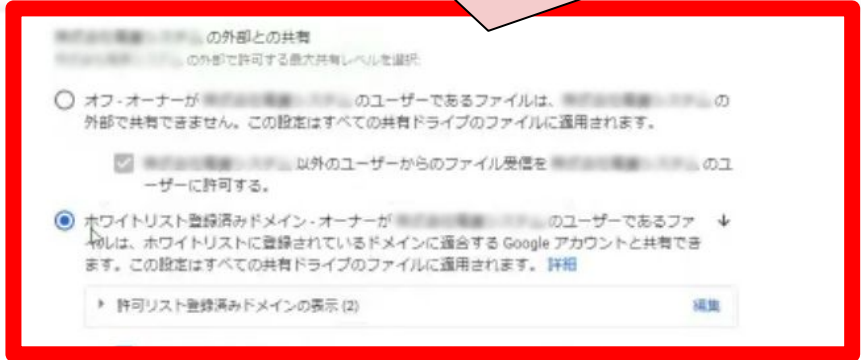 の外部との共有
の外部で許可する最大共有レベルを選択
オフ - オーナーが のユーザーであるファイルは、 の
外部で共有できません。この設定はすべての共有ドライブのファイルに適用されます。
以外のユーザーからのファイル受信を のユ
ーザーに許可する。
ホワイトリスト登録済みドメイン - オーナーが のユーザーであるファ
イルは、ホワイトリストに登録されているドメインに適合する Google アカウントと共有でき
ます。この設定はすべての共有ドライブのファイルに適用されます。 詳細
許可リスト登録済みドメインの表示 (2) 編集